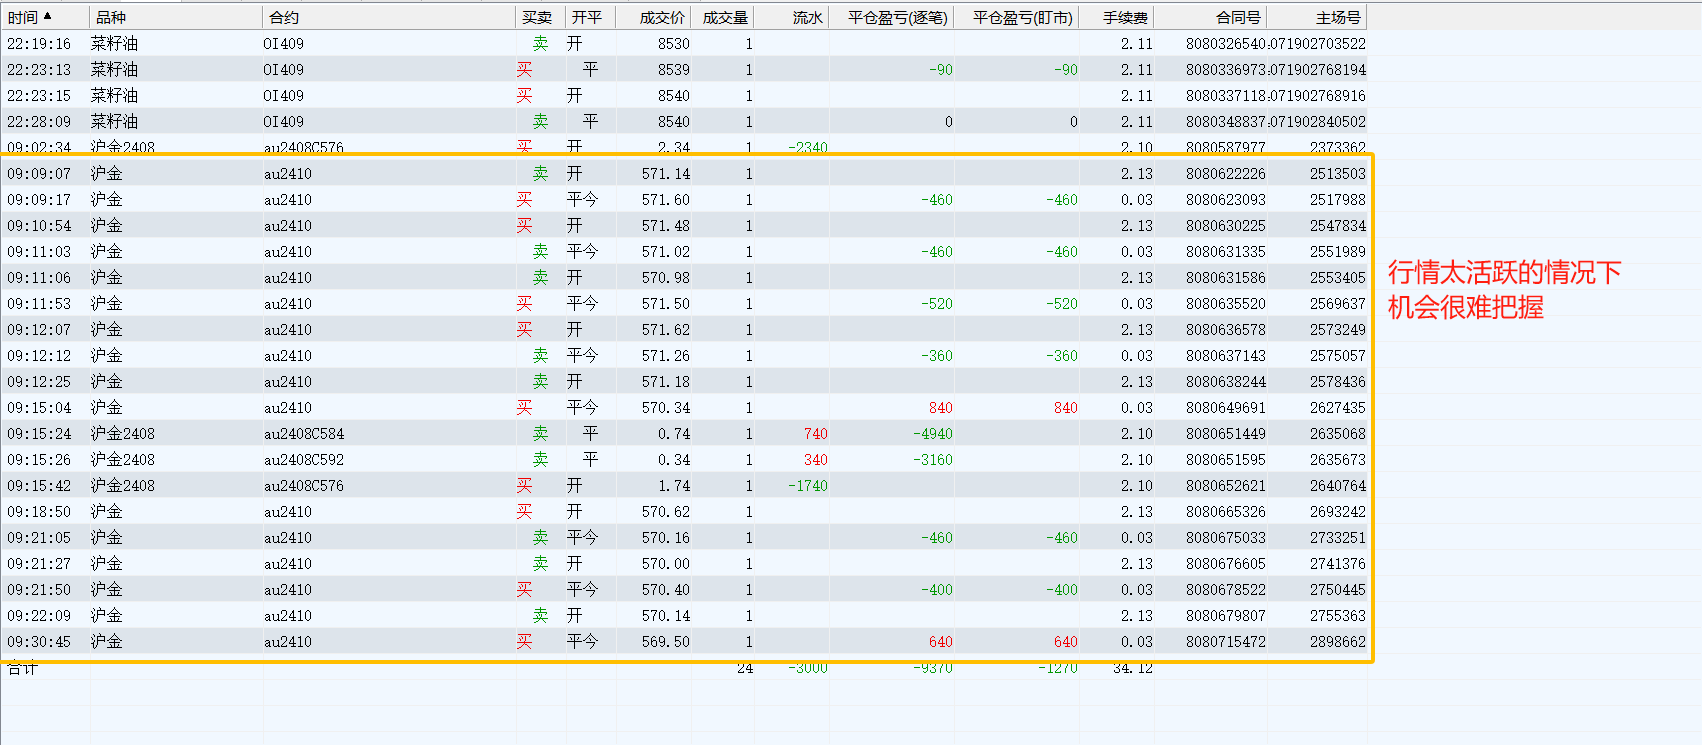 时间 ▲ 品种 合约 买卖 开平 成交价 成交量 流水 平仓盈亏(逐笔) 平仓盈亏(盯市) 手续费 合同号 主场号
22:19:16 菜籽油 OI409 卖 开 8530 1 2.11 8080326540 071902703522
22:23:13 菜籽油 OI409 买 平 8539 1 -90 -90 2.11 8080336973 071902768194
22:23:15 菜籽油 OI409 买 开 8540 1 2.11 8080337118 071902768916
22:28:09 菜籽油 OI409 卖 平 8540 1 0 0 2.11 8080348837 071902840502
09:02:34 沪金2408 au2408C576 买 开 2.34 1 -2340 2.10 8080587977 2373362
09:09:07 沪金 au2410 卖 开 571.14 1 2.13 8080622226 2513503
09:09:17 沪金 au2410 买 平今 571.60 1 -460 -460 0.03 8080623093 2517988
09:10:54 沪金 au2410 买 开 571.48 1 2.13 8080630225 2547834
09:11:03 沪金 au2410 卖 平今 571.02 1 -460 -460 0.03 8080631335 2551989
09:11:06 沪金 au2410 卖 开 570.98 1 2.13 8080631586 2553405
09:11:53 沪金 au2410 买 平今 571.50 1 -520 -520 0.03 8080635520 2569637
09:12:07 沪金 au2410 买 开 571.62 1 2.13 8080636578 2573249
09:12:12 沪金 au2410 卖 平今 571.26 1 -360 -360 0.03 8080637143 2575057
09:12:25 沪金 au2410 卖 开 571.18 1 2.13 8080638244 2578436
09:15:04 沪金 au2410 买 平今 570.34 1 840 840 0.03 8080649691 2627435
09:15:24 沪金2408 au2408C584 卖 平 0.74 1 740 -4940 2.10 8080651449 2635068
09:15:26 沪金2408 au2408C592 卖 平 0.34 1 340 -3160 2.10 8080651595 2635673
09:15:42 沪金2408 au2408C576 买 开 1.74 1 -1740 2.10 8080652621 2640764
09:18:50 沪金 au2410 买 开 570.62 1 2.13 8080665326 2693242
09:21:05 沪金 au2410 卖 平今 570.16 1 -460 -460 0.03 8080675033 2733251
09:21:27 沪金 au2410 卖 开 570.00 1 2.13 8080676605 2741376
09:21:50 沪金 au2410 买 平今 570.40 1 -400 -400 0.03 8080678522 2750445
09:22:09 沪金 au2410 卖 开 570.14 1 2.13 8080679807 2755363
09:30:45 沪金 au2410 买 平今 569.50 1 640 640 0.03 8080715472 2898662
合计 24 -3000 -9370 -1270 34.12
行情太活跃的情况下
机会很难把握